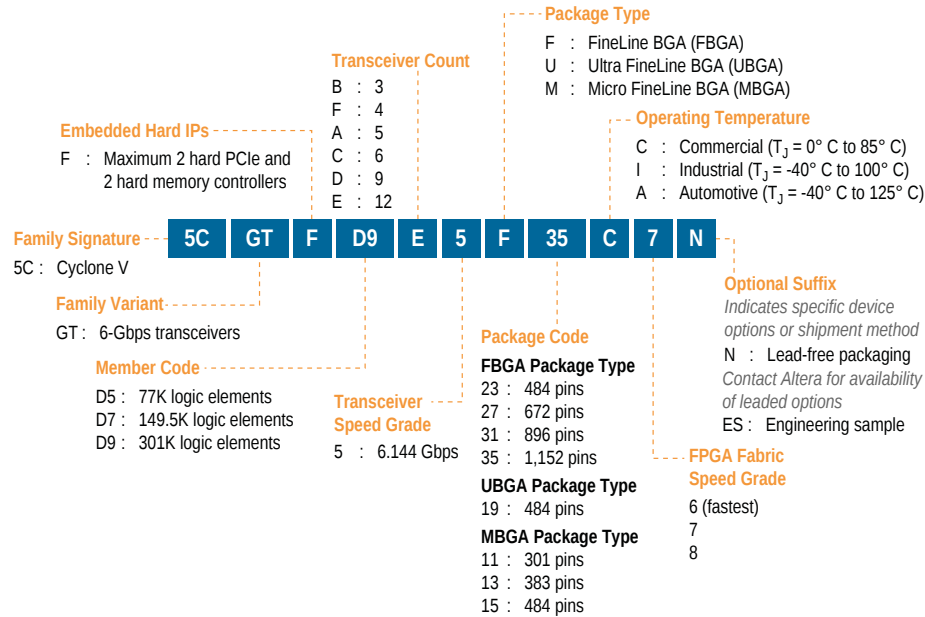 Package Type
F : FineLine BGA (FBGA)
U : Ultra FineLine BGA (UBGA)
M : Micro FineLine BGA (MBGA)
Transceiver Count
B : 3
F : 4
A : 5
C : 6
D : 9
E : 12
Embedded Hard IPs
F : Maximum 2 hard PCIe and
2 hard memory controllers
Operating Temperature
C : Commercial (TJ = 0° C to 85° C)
I : Industrial (TJ = -40° C to 100° C)
A : Automotive (TJ = -40° C to 125° C)
5C GT F D9 E 5 F 35 C 7 N
Family Signature
5C : Cyclone V
Family Variant
GT : 6-Gbps transceivers
Member Code
D5 : 77K logic elements
D7 : 149.5K logic elements
D9 : 301K logic elements
Transceiver
Speed Grade
5 : 6.144 Gbps
Package Code
FBGA Package Type
23 : 484 pins
27 : 672 pins
31 : 896 pins
35 : 1,152 pins
UBGA Package Type
19 : 484 pins
MBGA Package Type
11 : 301 pins
13 : 383 pins
15 : 484 pins
Optional Suffix
Indicates specific device
options or shipment method
N : Lead-free packaging
Contact Altera for availability
of leaded options
ES : Engineering sample
FPGA Fabric
Speed Grade
6 (fastest)
7
8